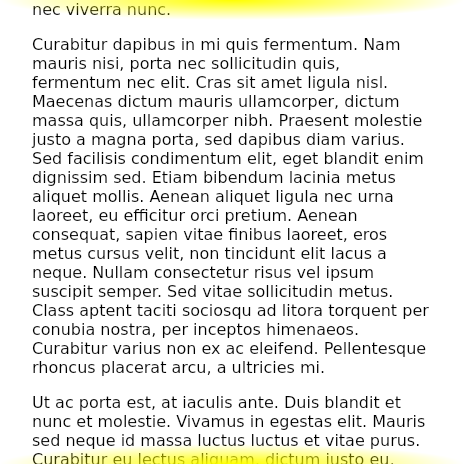 nec viverra nunc.
Curabitur dapibus in mi quis fermentum. Nam
mauris nisi, porta nec sollicitudin quis,
fermentum nec elit. Cras sit amet ligula nisl.
Maecenas dictum mauris ullamcorper, dictum
massa quis, ullamcorper nibh. Praesent molestie
justo a magna porta, sed dapibus diam varius.
Sed facilisis condimentum elit, eget blandit enim
dignissim sed. Etiam bibendum lacinia metus
aliquet mollis. Aenean aliquet ligula nec urna
laoreet, eu efficitur orci pretium. Aenean
consequat, sapien vitae finibus laoreet, eros
metus cursus velit, non tincidunt elit lacus a
neque. Nullam consectetur risus vel ipsum
suscipit semper. Sed vitae sollicitudin metus.
Class aptent taciti sociosqu ad litora torquent per
conubia nostra, per inceptos himenaeos.
Curabitur varius non ex ac eleifend. Pellentesque
rhoncus placerat arcu, a ultricies mi.
Ut ac porta est, at iaculis ante. Duis blandit et
nunc et molestie. Vivamus in egestas elit. Mauris
sed neque id massa luctus luctus et vitae purus.
Curabitur eu lectus aliquam, dictum justo eu,